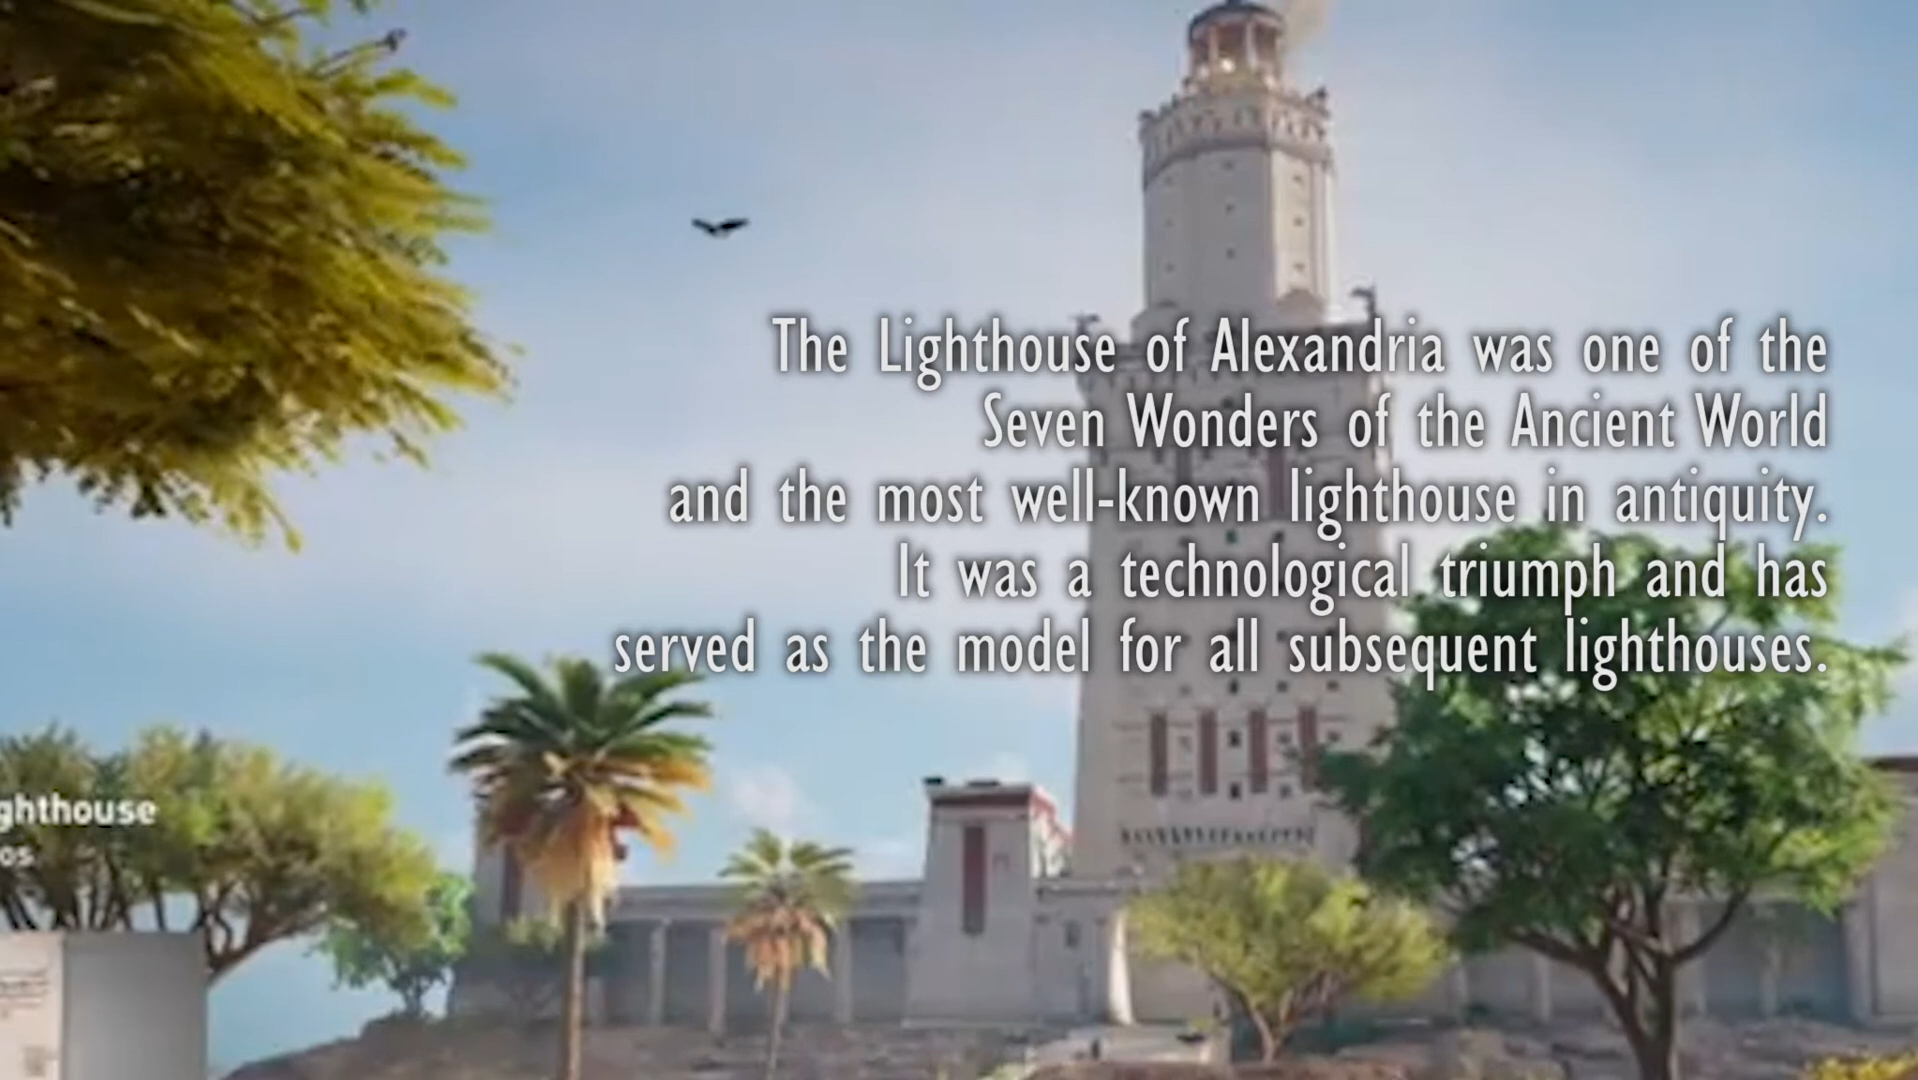 The Lighthouse of Alexandria was one of the
Seven Wonders of the Ancient World
and the most well-known lighthouse in antiquity.
It was a technological triumph and has
served as the model for all subsequent lighthouses.
ghthouse
os